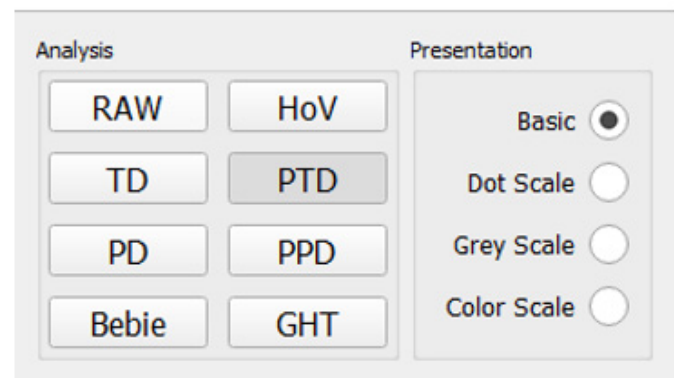 Analysis
RAW HoV
TD PTD
PD PPD
Bebie GHT
Presentation
Basic
Dot Scale
Grey Scale
Color Scale